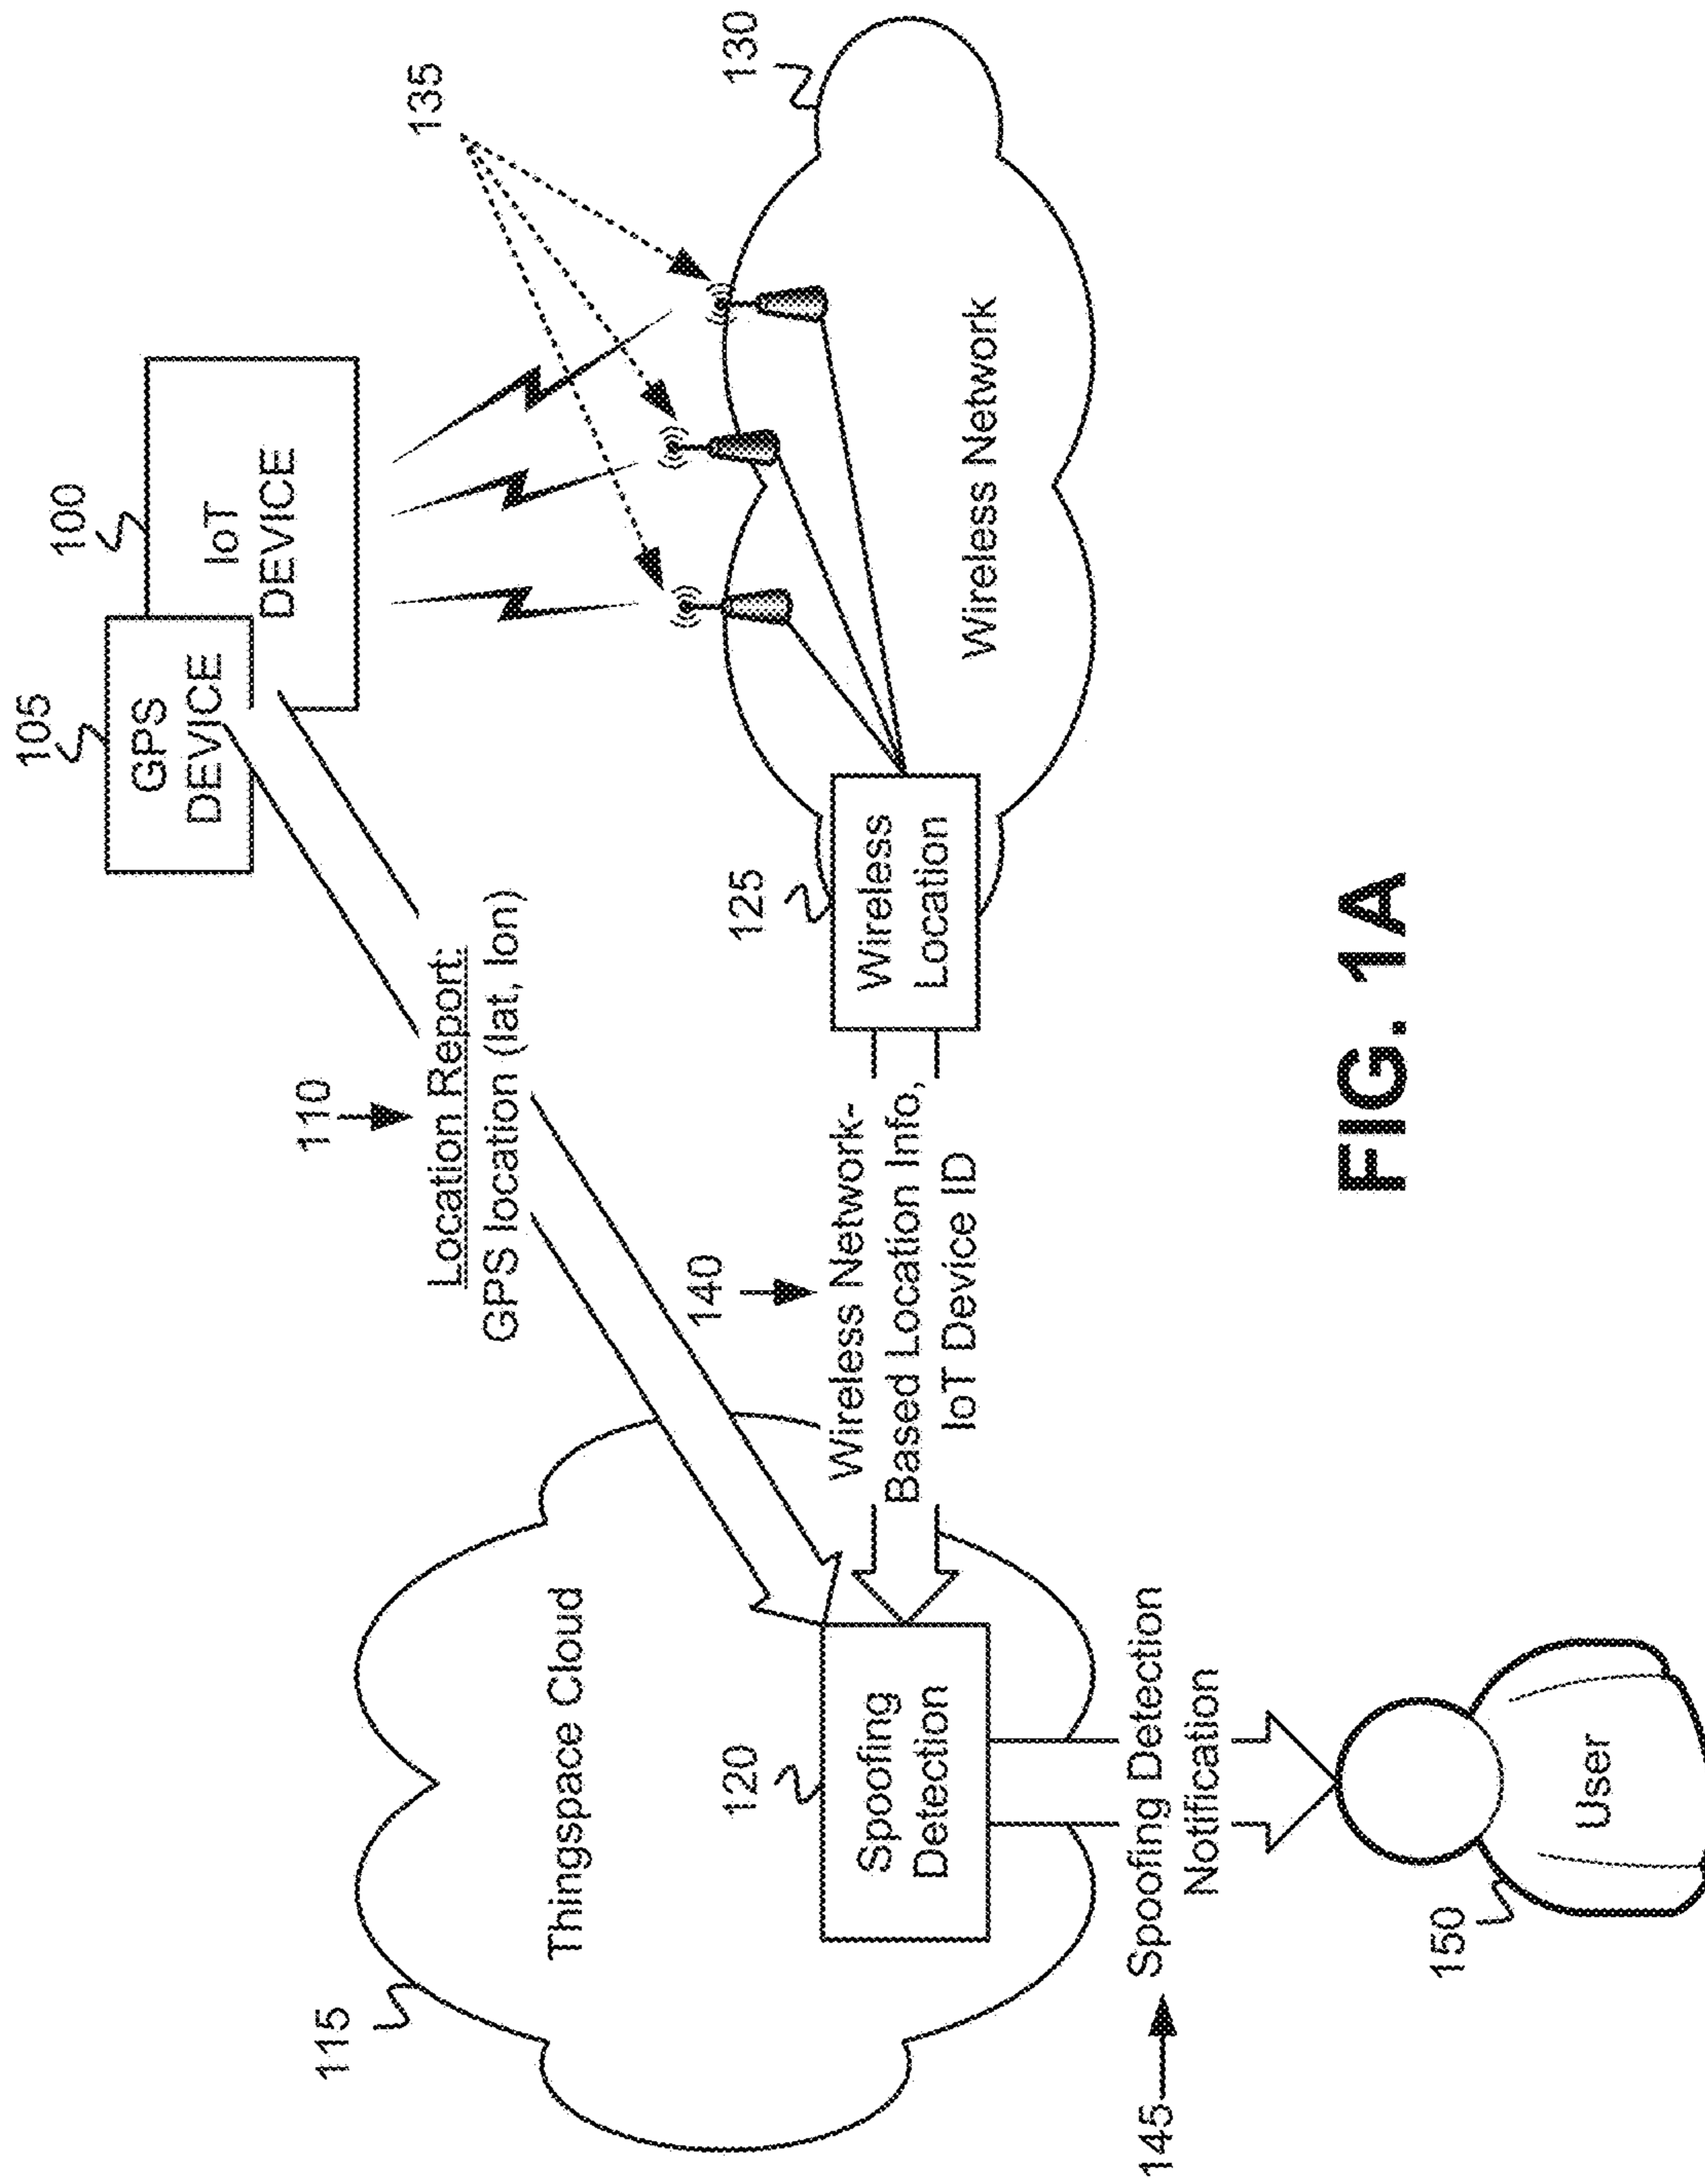 105
100
GPS
DEVICE
IoT
DEVICE
135
110
Location Report:
GPS location (lat, lon)
115
Thingspace Cloud
130
120
140
125
Spoofing
Detection
Wireless Network-
Based Location Info,
IoT Device ID
Wireless
Location
Wireless Network
145
Spoofing Detection
Notification
150
User
FIG. 1A